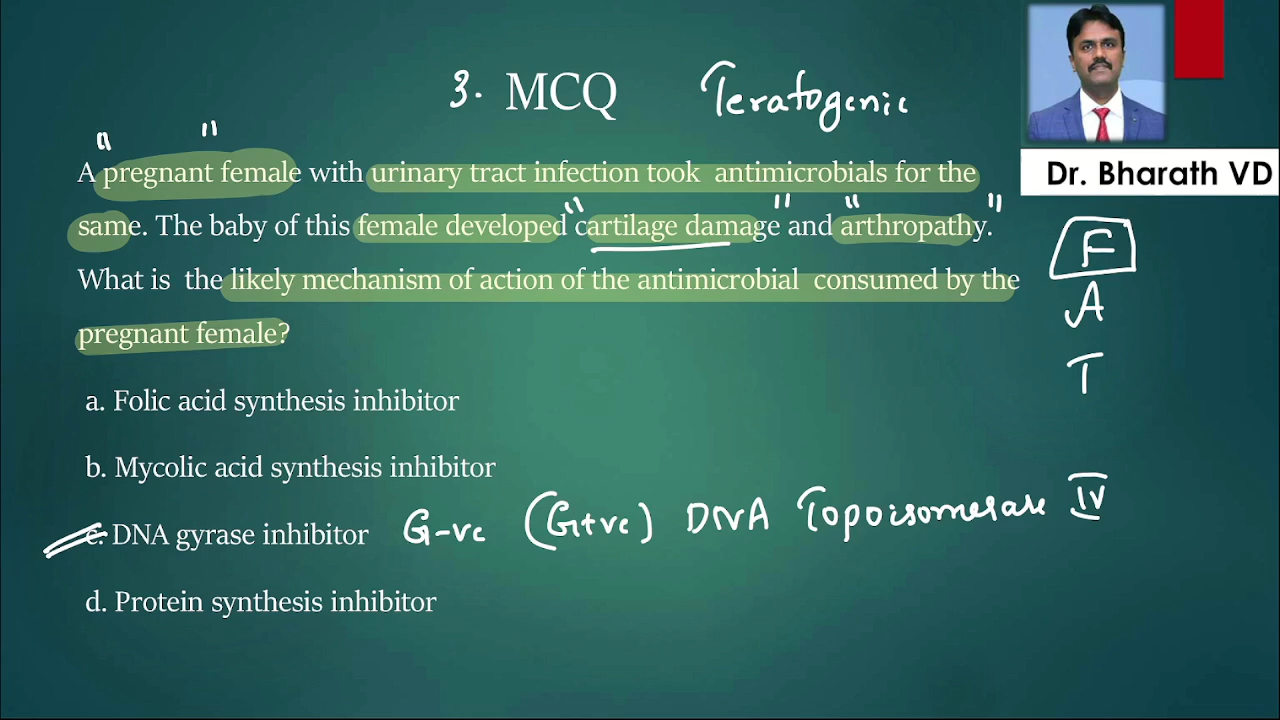 3. MCQ Teratogenic
A pregnant female with urinary tract infection took antimicrobials for the
same. The baby of this female developed "cartilage damage" and "arthropathy."
What is the likely mechanism of action of the antimicrobial consumed by the
pregnant female?
a. Folic acid synthesis inhibitor
b. Mycolic acid synthesis inhibitor
c. DNA gyrase inhibitor G-ve (G+ve) DNA Topoisomerase IV
d. Protein synthesis inhibitor
Dr. Bharath VD
F
A
T